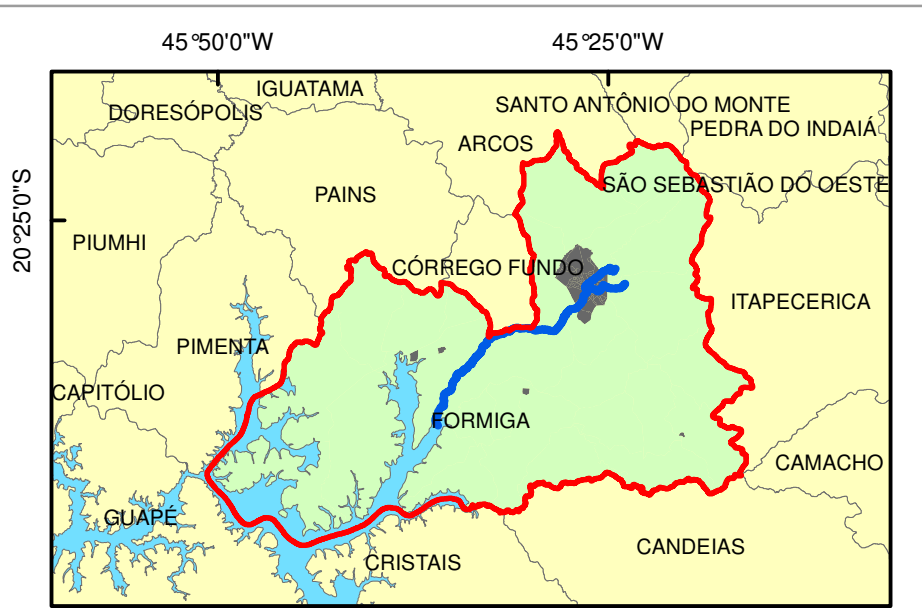 45°50'0"W
45°25'0"W
20°25'0"S
IGUATAMA
DORESÓPOLIS
SANTO ANTÔNIO DO MONTE
PEDRA DO INDAIÁ
ARCOS
SÃO SEBASTIÃO DO OESTE
PAINS
PIUMHI
CÓRREGO FUNDO
ITAPECERICA
PIMENTA
CAPITÓLIO
FORMIGA
CAMACHO
GUAPÉ
CANDEIAS
CRISTAIS